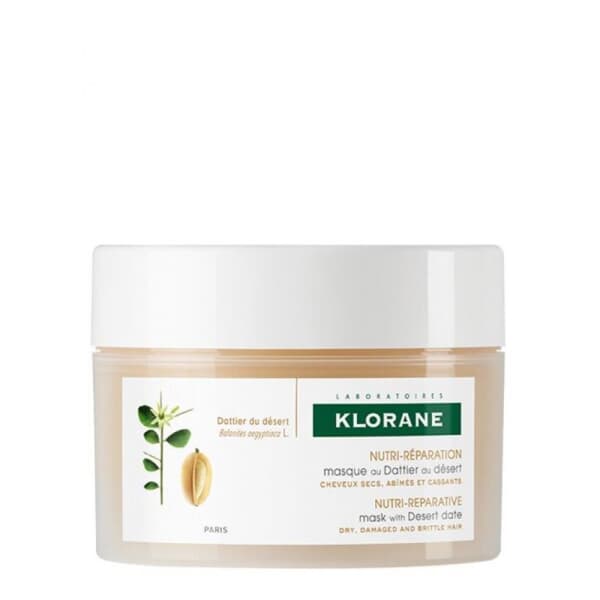 Dattier du désert
Balanites aegyptiaca L.
PARIS
LABORATOIRES
KLORANE
NUTRI-RÉPARATION
masque au Dattier du désert
CHEVEUX SECS, ABÎMÉS ET CASSANTS
NUTRI-REPARATIVE
mask with Desert date
DRY, DAMAGED AND BRITTLE HAIR